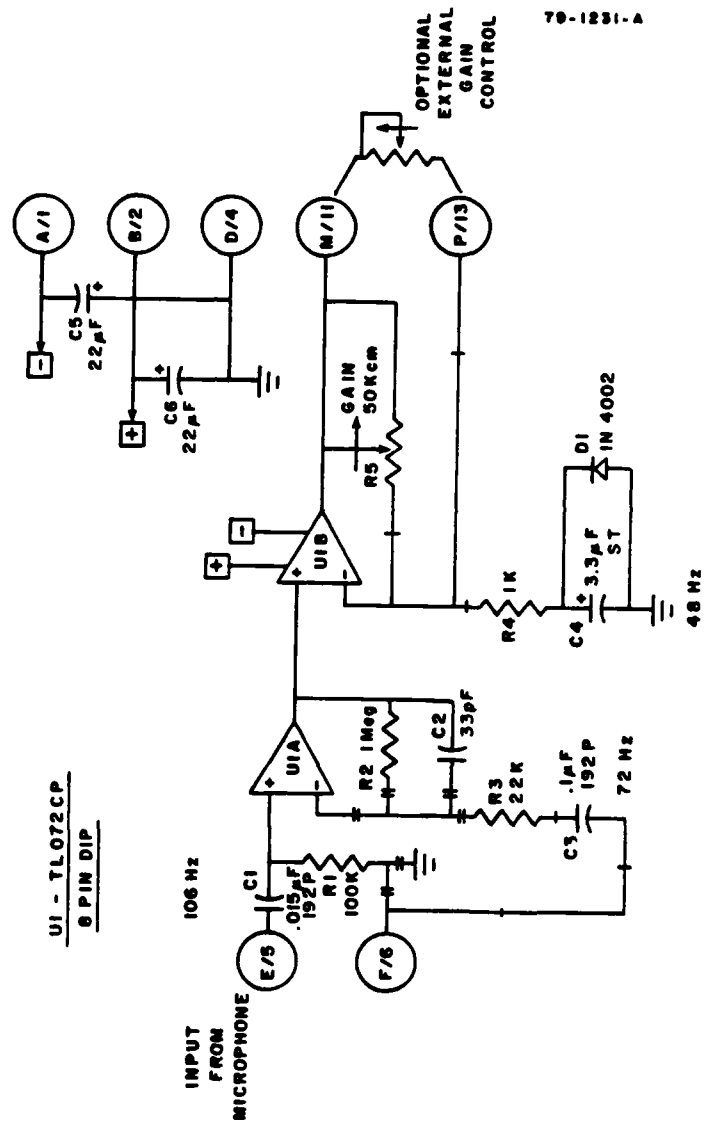 79-1231-A
U1 - TL072CP
8 PIN DIP
INPUT
FROM
MICROPHONE
E/5
F/6
106 Hz
C1
.015µF
192P
R1
100K
+
-
U1A
R2 1Meg
C2
33pF
R3
22K
.1µF
192P
C3
72 Hz
+
-
+
-
U1B
GAIN
50Kcm
R5
R4
1K
C4
+
3.3µF
ST
D1
1N 4002
48 Hz
-
C5
22µF
+
+
C6
22µF
+
A/1
B/2
D/4
M/11
P/13
OPTIONAL
EXTERNAL
GAIN
CONTROL